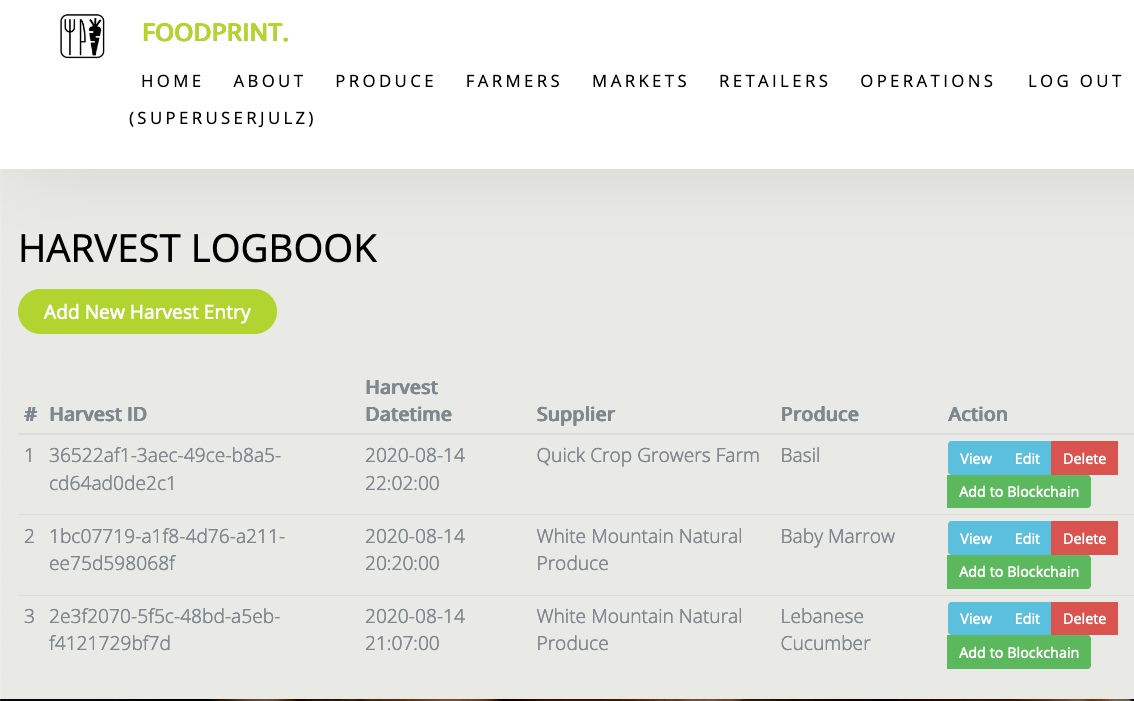 FOODPRINT.
HOME ABOUT PRODUCE FARMERS MARKETS RETAILERS OPERATIONS LOG OUT
(SUPERUSERJULZ)
HARVEST LOGBOOK
Add New Harvest Entry
# Harvest ID Harvest Datetime Supplier Produce Action
1 36522af1-3aec-49ce-b8a5- 2020-08-14 Quick Crop Growers Farm Basil View Edit Delete
cd64ad0de2c1 22:02:00 Add to Blockchain
2 1bc07719-a1f8-4d76-a211- 2020-08-14 White Mountain Natural Baby Marrow View Edit Delete
ee75d598068f 20:20:00 Produce Add to Blockchain
3 2e3f2070-5f5c-48bd-a5eb- 2020-08-14 White Mountain Natural Lebanese View Edit Delete
f4121729bf7d 21:07:00 Produce Cucumber Add to Blockchain